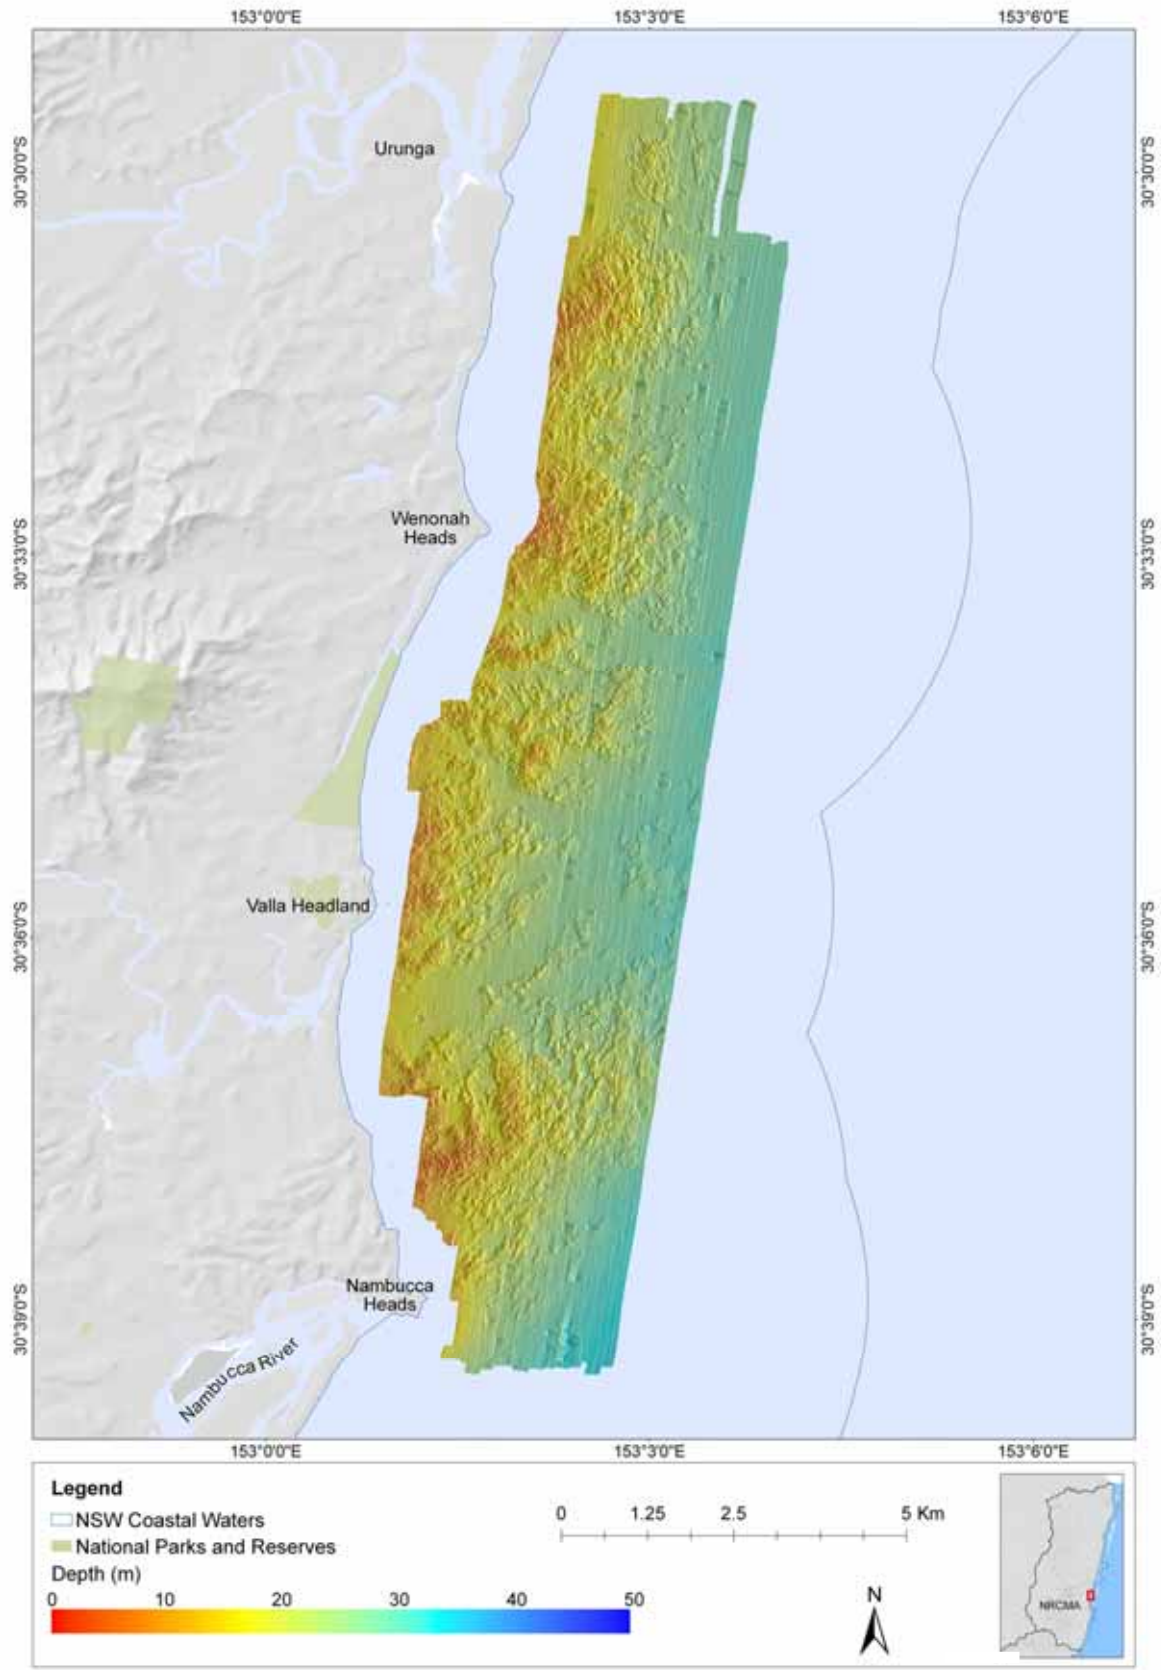 153°0'0"E 153°3'0"E 153°6'0"E
30°30'0"S
30°30'0"S
Urunga
Wenonah
Heads
30°33'0"S
30°33'0"S
Valla Headland
30°36'0"S
30°36'0"S
Nambucca
Heads
30°39'0"S
30°39'0"S
Nambucca River
153°0'0"E 153°3'0"E 153°6'0"E
Legend
NSW Coastal Waters
National Parks and Reserves
Depth (m)
0 10 20 30 40 50
0 1.25 2.5 5 Km
N
NRCMA